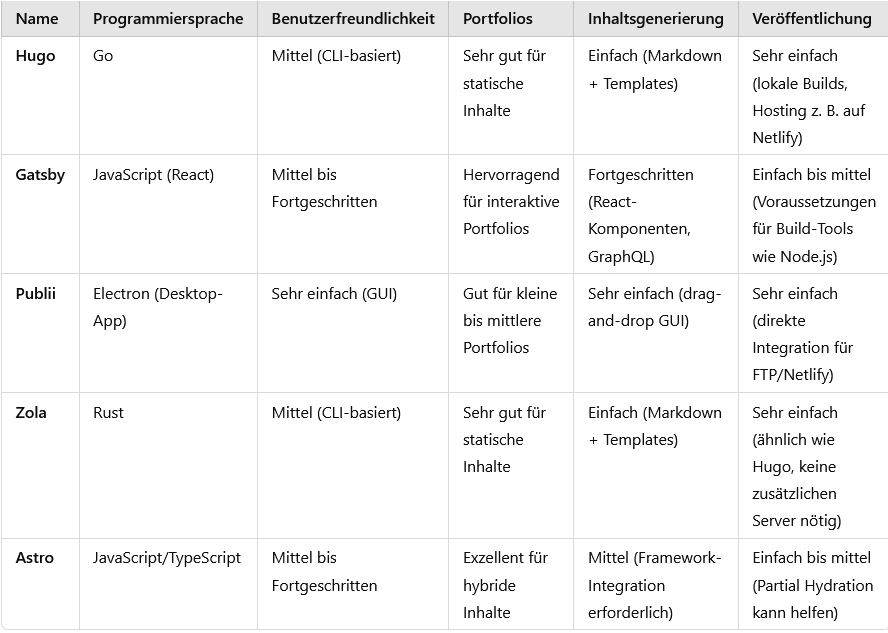 Name Programmiersprache Benutzerfreundlichkeit Portfolios Inhaltsgenerierung Veröffentlichung
Hugo Go Mittel (CLI-basiert) Sehr gut für Einfach (Markdown Sehr einfach
statische + Templates) (lokale Builds,
Inhalte Hosting z. B. auf
Netlify)
Gatsby JavaScript (React) Mittel bis Hervorragend Fortgeschritten Einfach bis mittel
Fortgeschritten für interaktive (React- (Voraussetzungen
Portfolios Komponenten, für Build-Tools
GraphQL) wie Node.js)
Publii Electron (Desktop- Sehr einfach (GUI) Gut für kleine Sehr einfach (drag- Sehr einfach
App) bis mittlere and-drop GUI) (direkte
Portfolios Integration für
FTP/Netlify)
Zola Rust Mittel (CLI-basiert) Sehr gut für Einfach (Markdown Sehr einfach
statische + Templates) (ähnlich wie
Inhalte Hugo, keine
zusätzlichen
Server nötig)
Astro JavaScript/TypeScript Mittel bis Exzellent für Mittel (Framework- Einfach bis mittel
Fortgeschritten hybride Integration (Partial Hydration
Inhalte erforderlich) kann helfen)